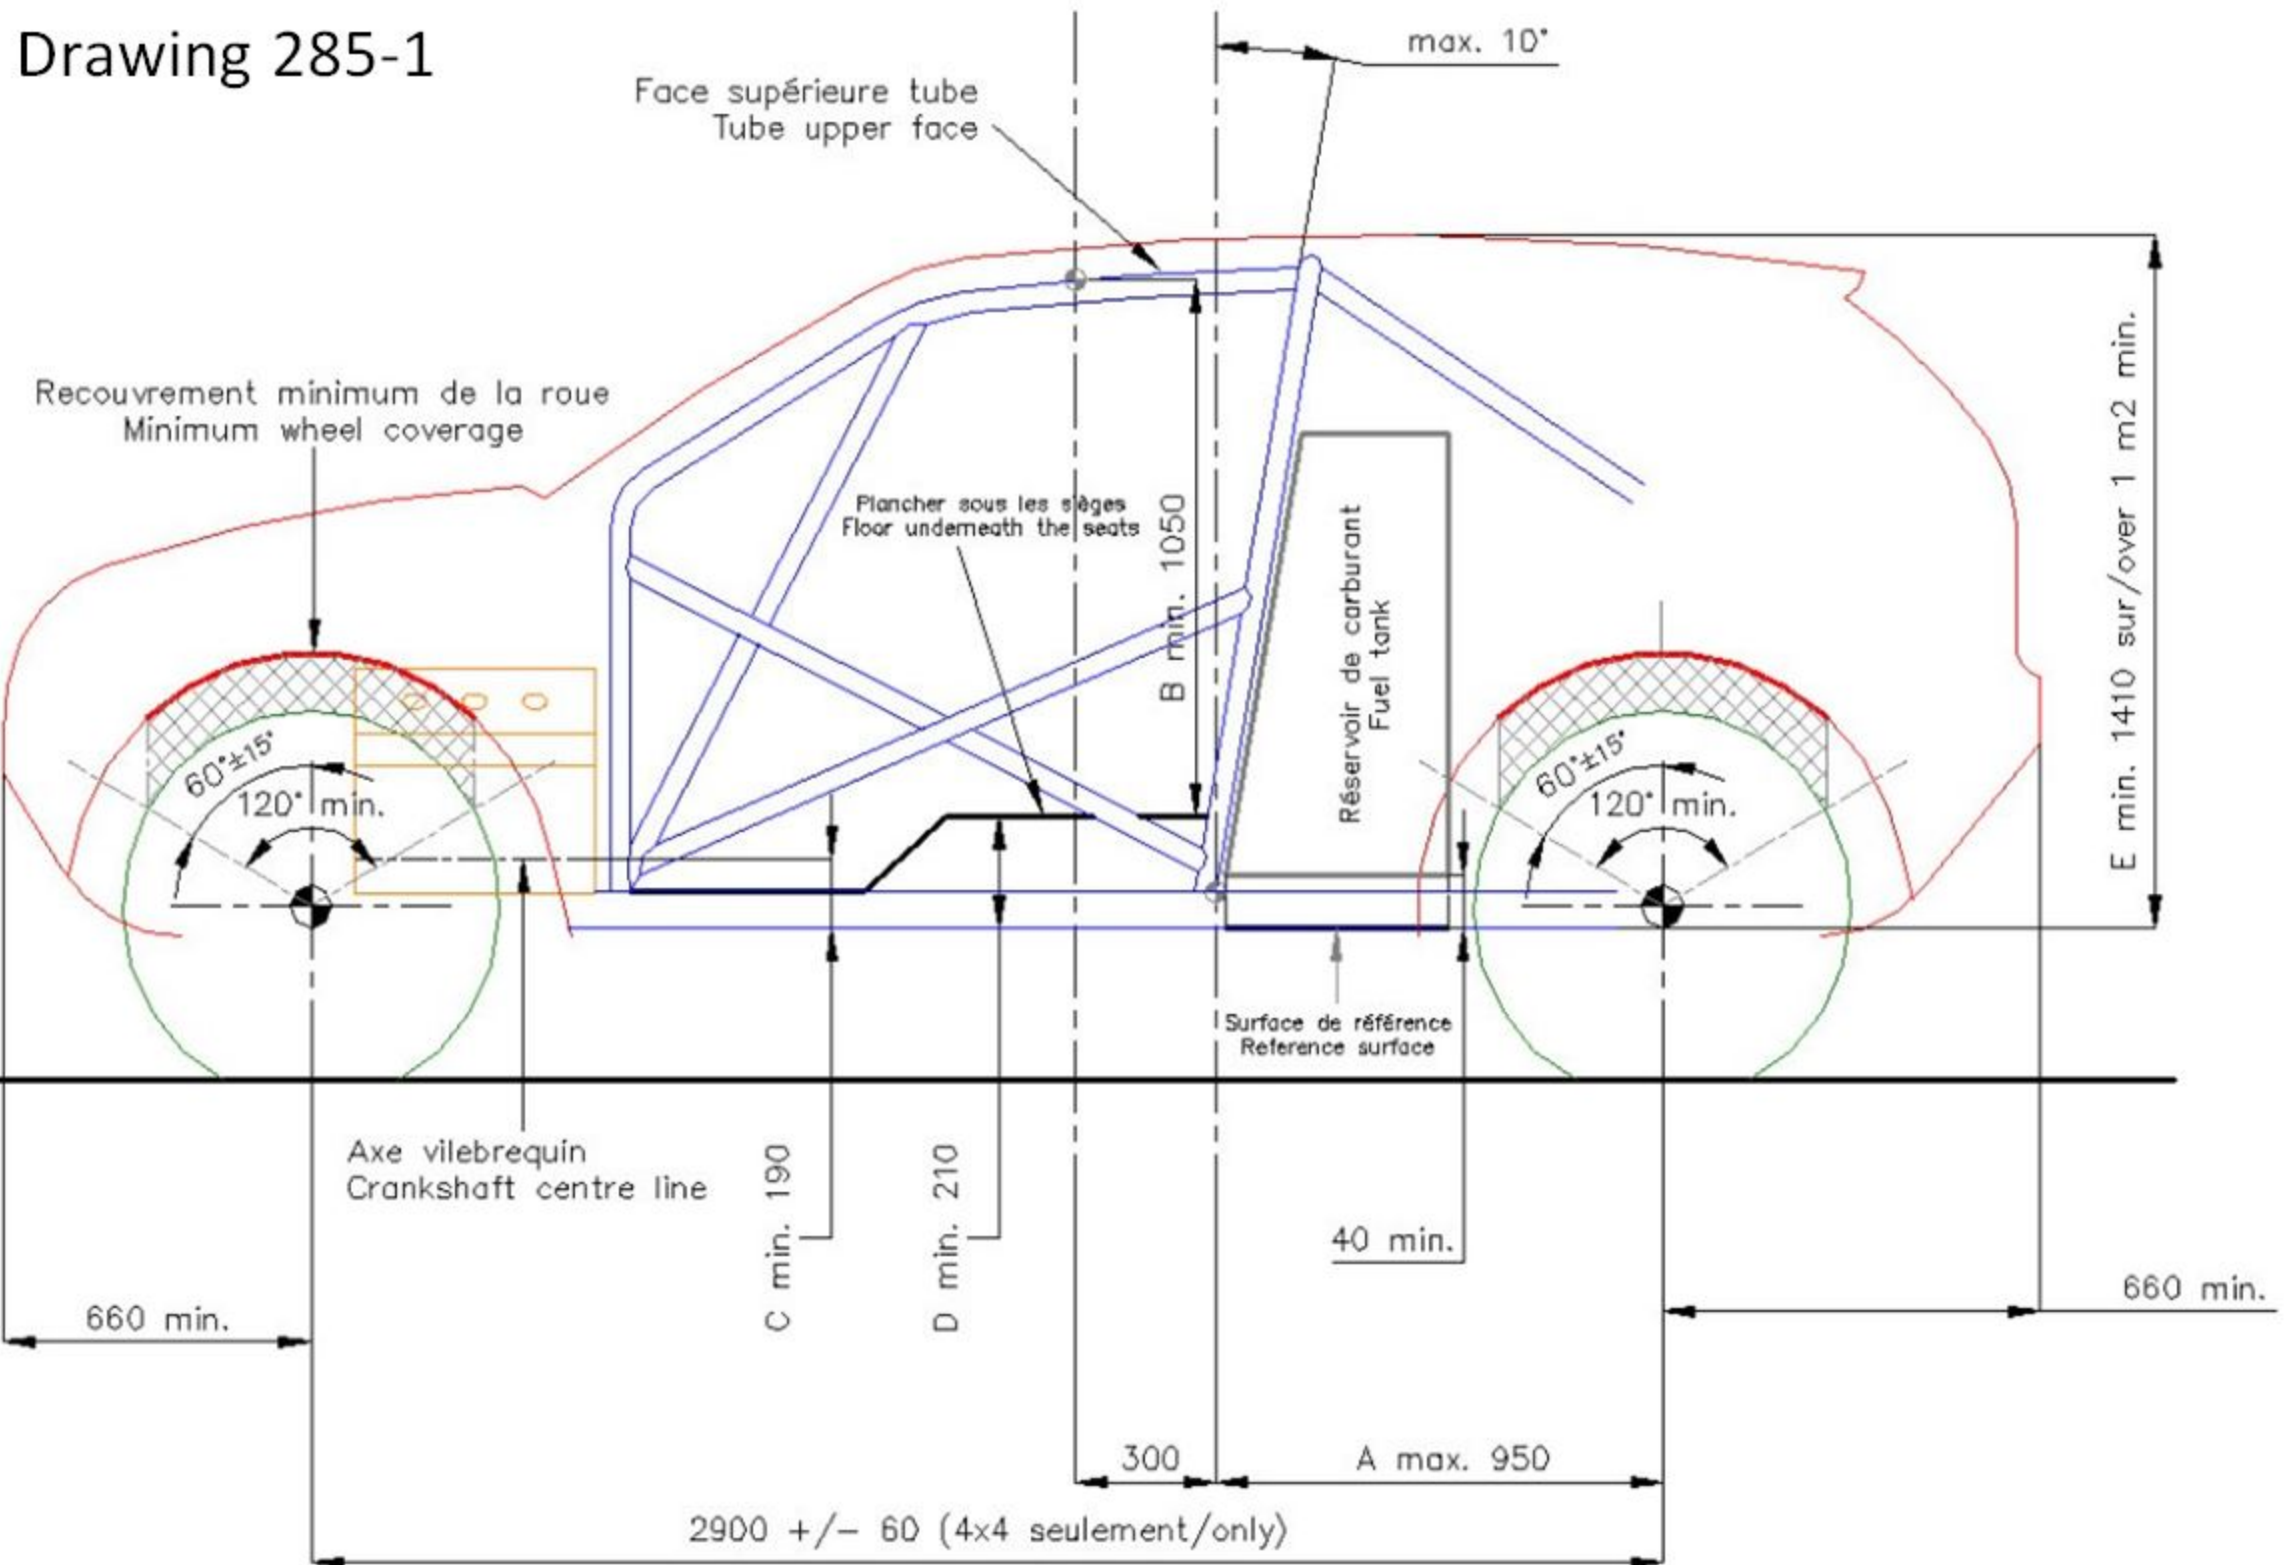 Drawing 285-1
max. 10°
Face supérieure tube
Tube upper face
Recouvrement minimum de la roue
Minimum wheel coverage
Plancher sous les sièges
Floor underneath the seats
B min. 1050
Réservoir de carburant
Fuel tank
E min. 1410 sur/over 1 m2 min.
60°±15°
120° min.
60°±15°
120° min.
Surface de référence
Reference surface
Axe vilebrequin
Crankshaft centre line
C min. 190
D min. 210
40 min.
660 min.
660 min.
300
A max. 950
2900 +/- 60 (4x4 seulement/only)